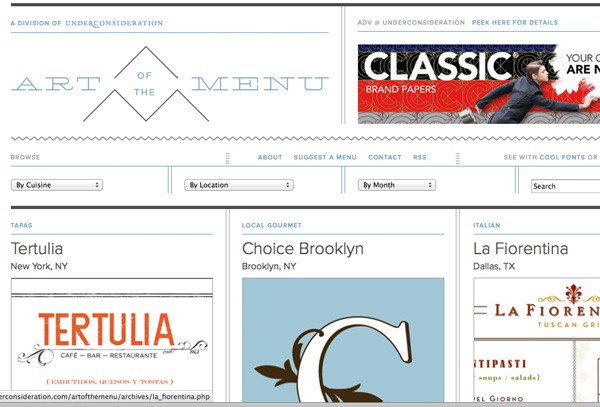 A DIVISION OF UNDERCONSIDERATION
ADV @ UNDERCONSIDERATION PEEK HERE FOR DETAILS
ART OF THE MENU
CLASSIC
BRAND PAPERS
YOUR
ARE N
BROWSE
ABOUT SUGGEST A MENU CONTACT RSS
SEE WITH COOL FONTS OR
By Cuisine
By Location
By Month
Search
TAPAS
Tertulia
New York, NY
TERTULIA
CAFÉ — BAR — RESTAURANTE
( EMBUTIDOS, QUESOS Y TOSTAS )
LOCAL GOURMET
Choice Brooklyn
Brooklyn, NY
C
ITALIAN
La Fiorentina
Dallas, TX
LA FIOREN
TUSCAN GRI
NTIPASTI
soups / salads)
PEL GIORNO
erconsideration.com/artofthemenu/archives/la_fiorentina.php